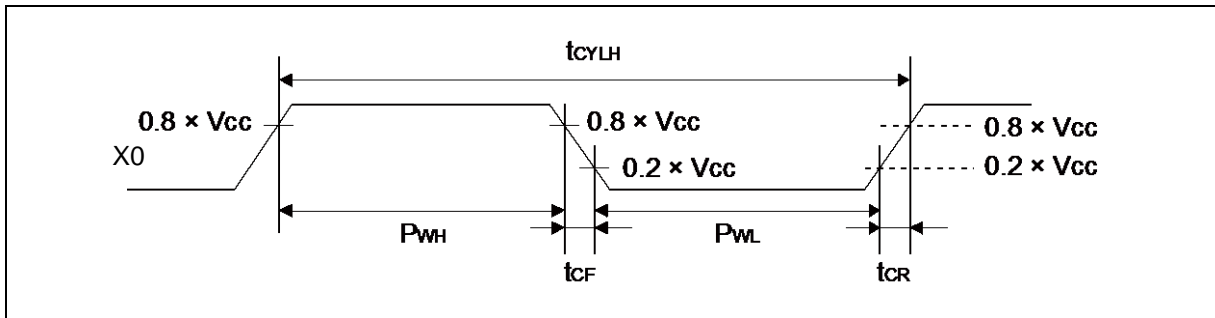 tCYLH
0.8 × VCC
0.8 × VCC
0.8 × VCC
X0
0.2 × VCC
0.2 × VCC
PWH
PWL
tCF
tCR